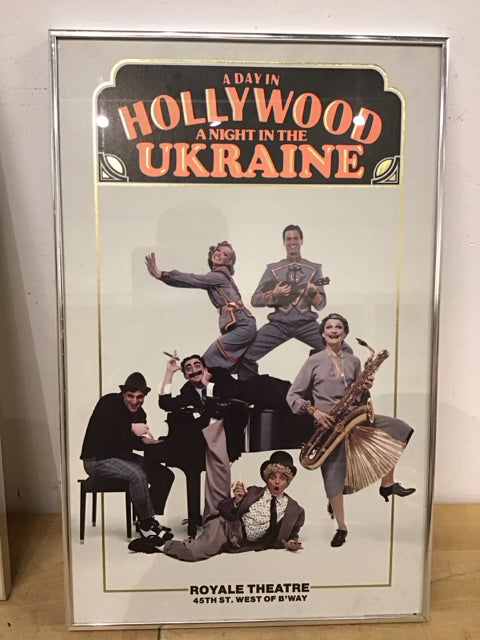 A DAY IN
HOLLYWOOD
A NIGHT IN THE
UKRAINE
ROYALE THEATRE
45TH ST. WEST OF B'WAY